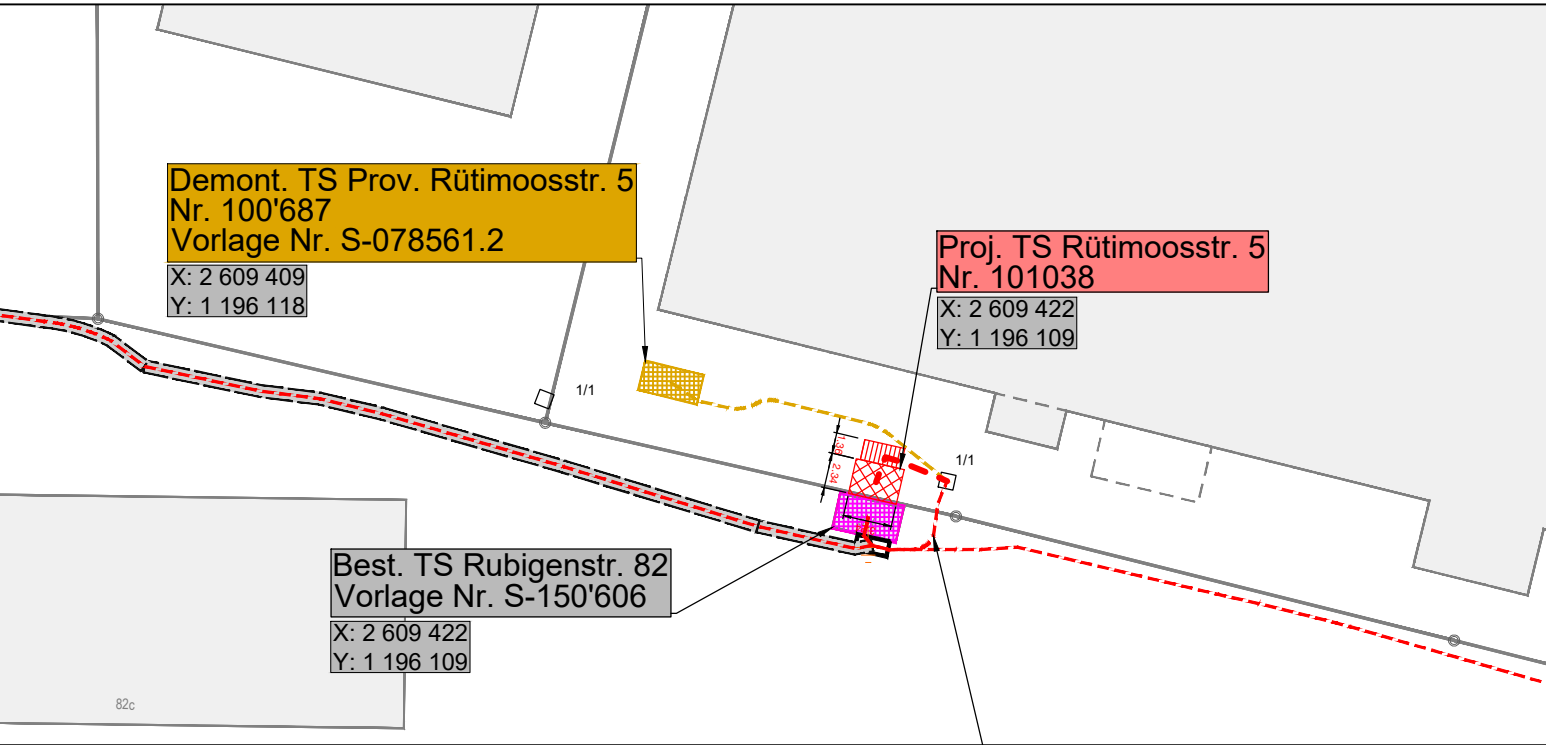 Demont. TS Prov. Rütimoosstr. 5
Nr. 100'687
Vorlage Nr. S-078561.2
X: 2 609 409
Y: 1 196 118
Proj. TS Rütimoosstr. 5
Nr. 101038
X: 2 609 422
Y: 1 196 109
1/1
1/1
1.36
2.34
Best. TS Rubigenstr. 82
Vorlage Nr. S-150'606
X: 2 609 422
Y: 1 196 109
82c